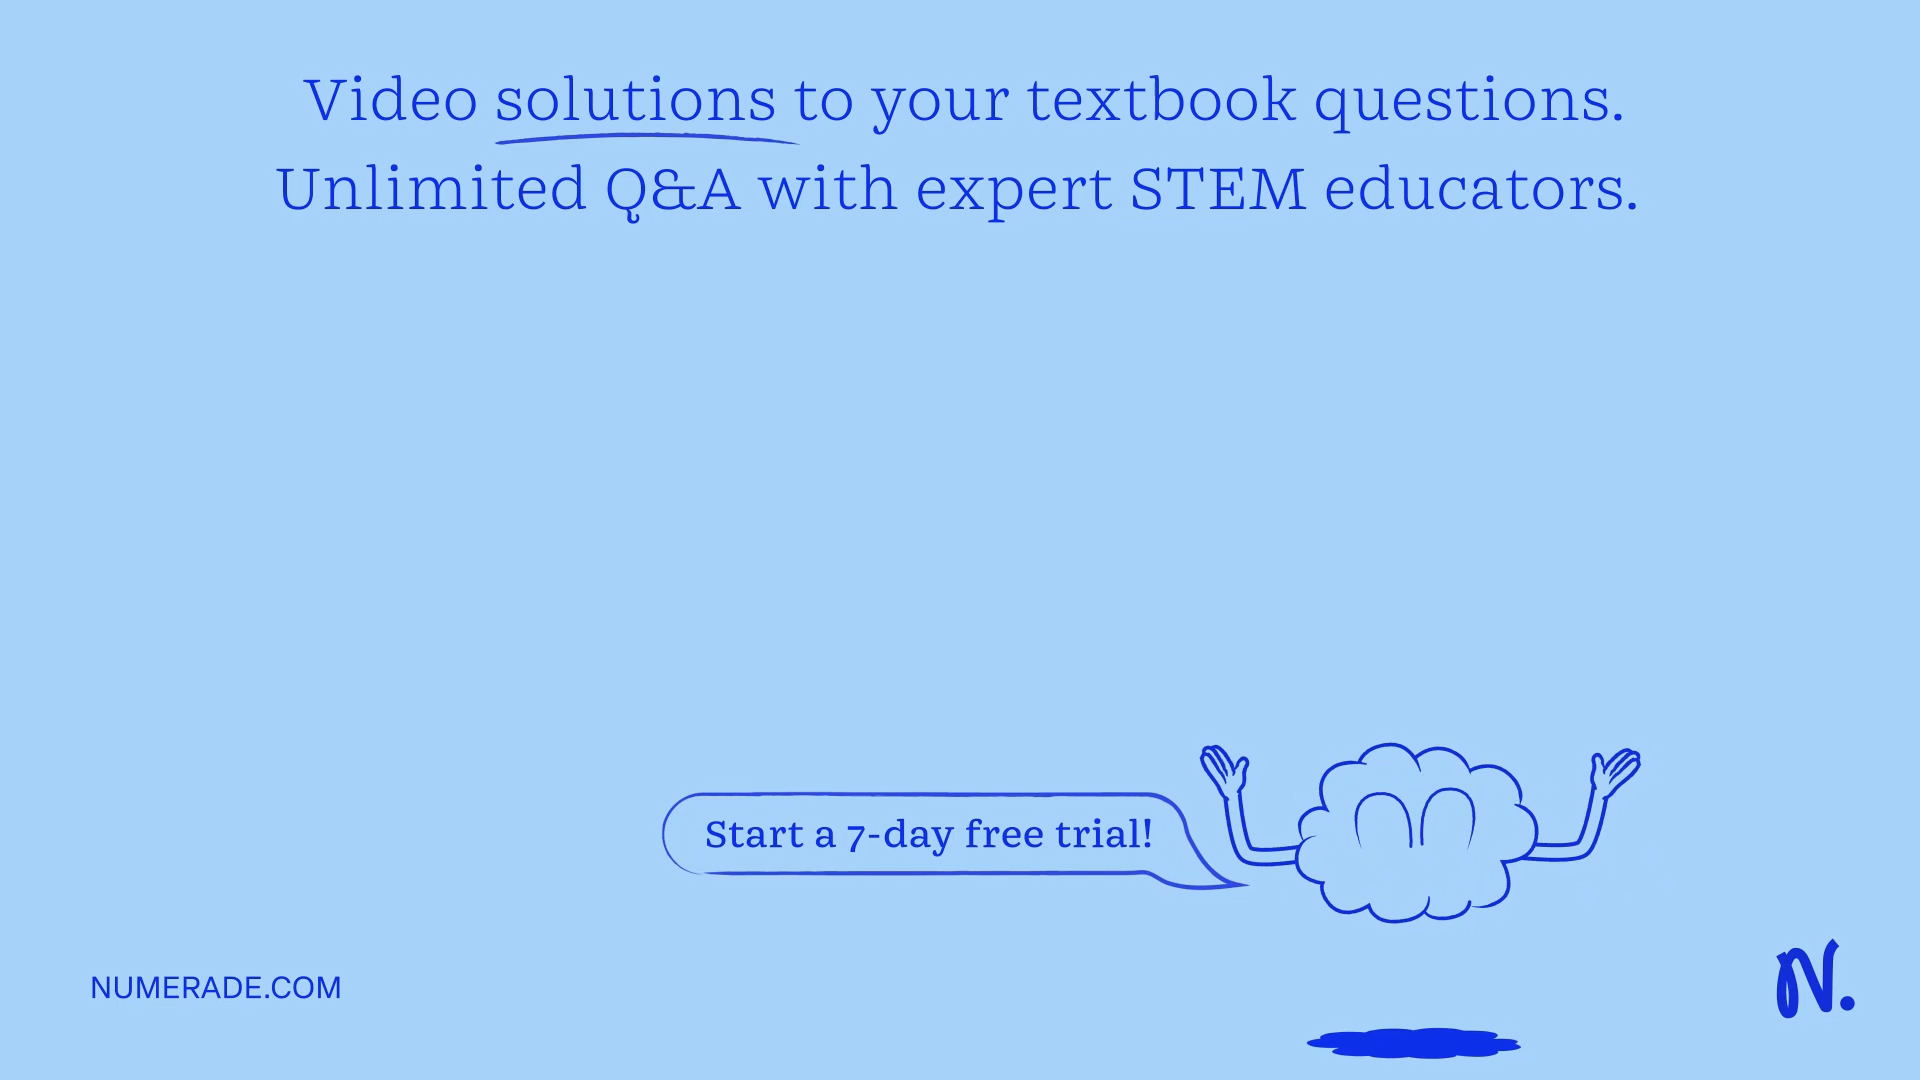 Video solutions to your textbook questions.
Unlimited Q&A with expert STEM educators.
Start a 7-day free trial!
NUMERADE.COM
N.